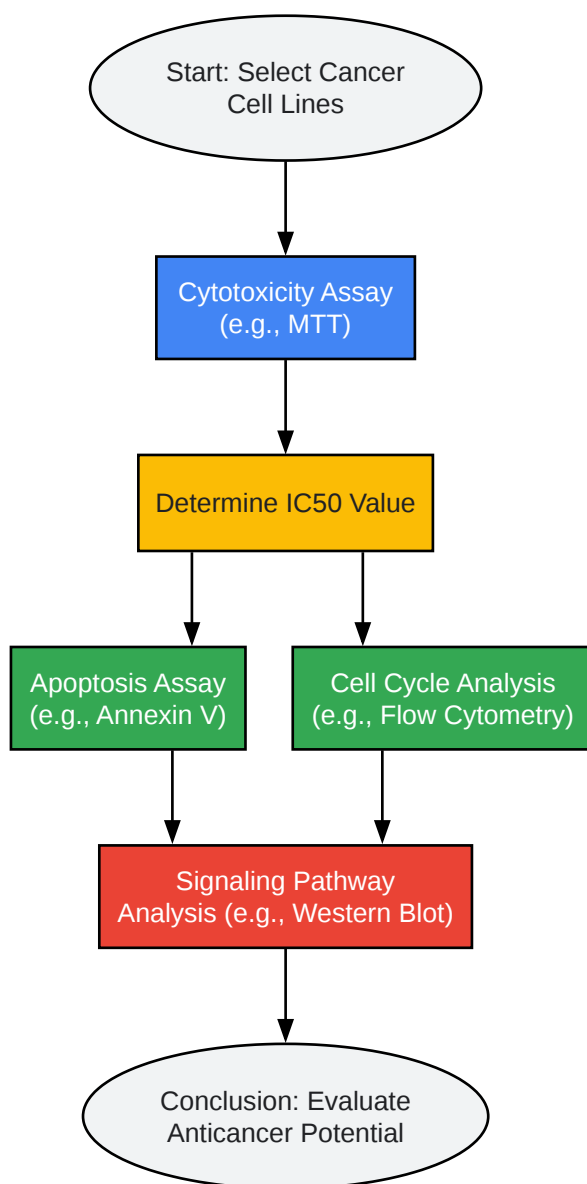 Start: Select Cancer
Cell Lines
Cytotoxicity Assay
(e.g., MTT)
Determine IC50 Value
Apoptosis Assay
(e.g., Annexin V)
Cell Cycle Analysis
(e.g., Flow Cytometry)
Signaling Pathway
Analysis (e.g., Western Blot)
Conclusion: Evaluate
Anticancer Potential